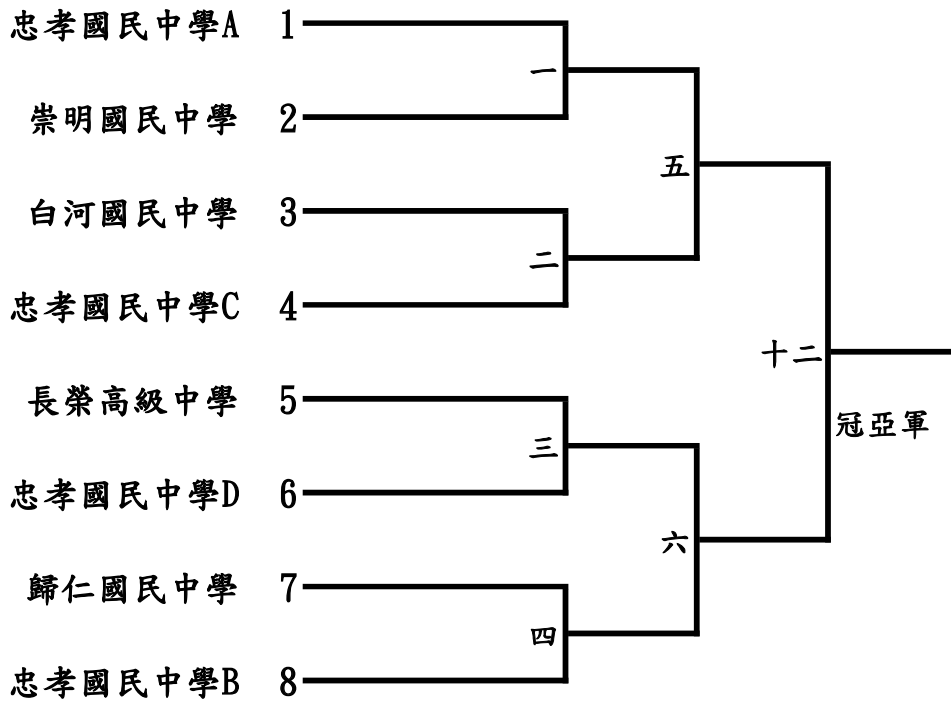 忠孝國民中學A 1
一
崇明國民中學 2
五
白河國民中學 3
二
忠孝國民中學C 4
十二
長榮高級中學 5
冠亞軍
三
忠孝國民中學D 6
六
歸仁國民中學 7
四
忠孝國民中學B 8